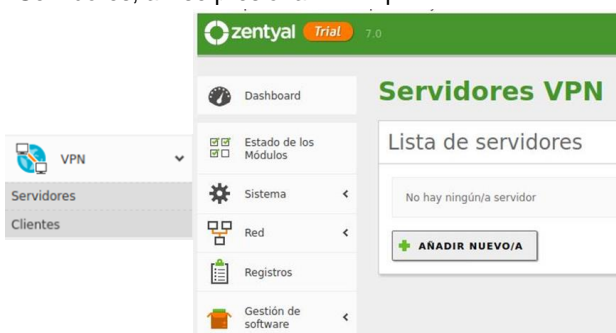 zentyal Trial 7.0
VPN
Servidores
Clientes
Dashboard
Estado de los
Módulos
Sistema
Red
Registros
Gestión de
software
Servidores VPN
Lista de servidores
No hay ningún/a servidor
AÑADIR NUEVO/A